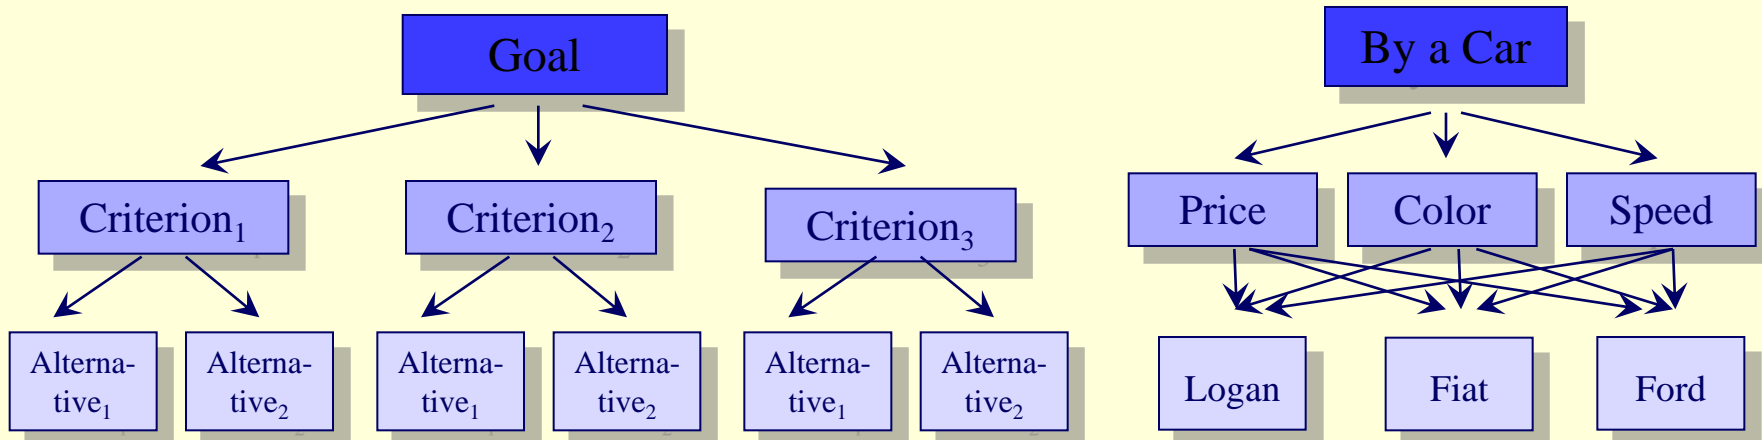 Goal
By a Car
Criterion₁
Criterion₂
Criterion₃
Price
Color
Speed
Alterna-
tive₁
Alterna-
tive₂
Alterna-
tive₁
Alterna-
tive₂
Alterna-
tive₁
Alterna-
tive₂
Logan
Fiat
Ford